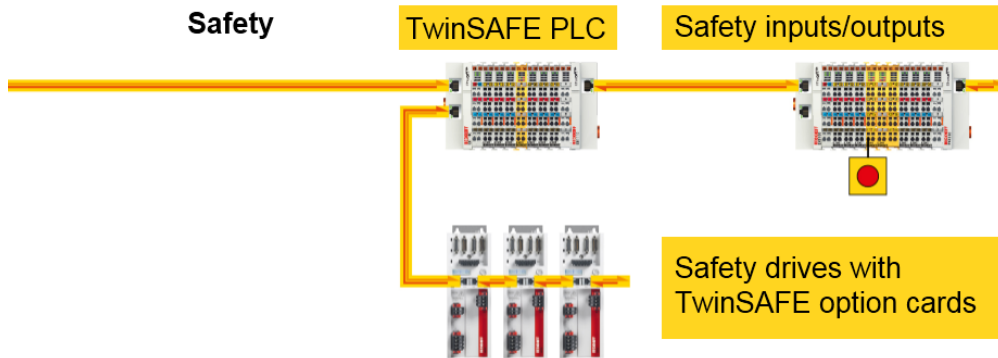 Safety
TwinSAFE PLC
Safety inputs/outputs
Safety drives with
TwinSAFE option cards